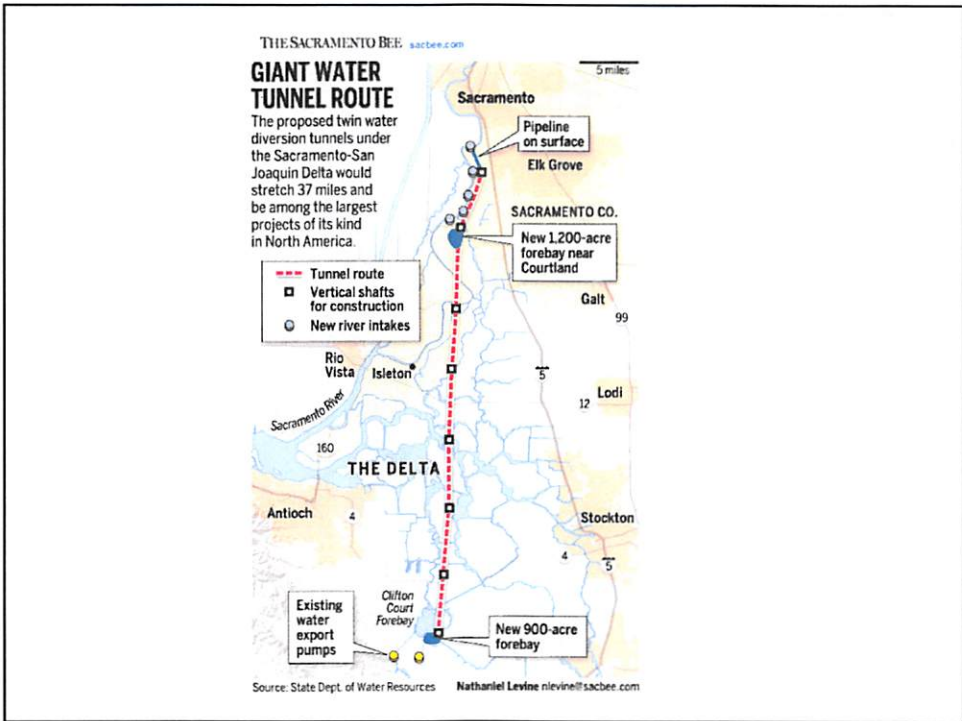 THE SACRAMENTO BEE sacbee.com
GIANT WATER
TUNNEL ROUTE
The proposed twin water
diversion tunnels under
the Sacramento-San
Joaquin Delta would
stretch 37 miles and
be among the largest
projects of its kind
in North America.
Tunnel route
Vertical shafts
for construction
New river intakes
5 miles
Sacramento
Pipeline
on surface
Elk Grove
SACRAMENTO CO.
New 1,200-acre
forebay near
Courtland
Galt
99
Rio
Vista
Isleton
5
Lodi
12
Sacramento River
160
THE DELTA
Antioch
4
Stockton
4
5
Clifton
Court
Forebay
Existing
water
export
pumps
New 900-acre
forebay
Source: State Dept. of Water Resources
Nathaniel Levine nlevine@sacbee.com